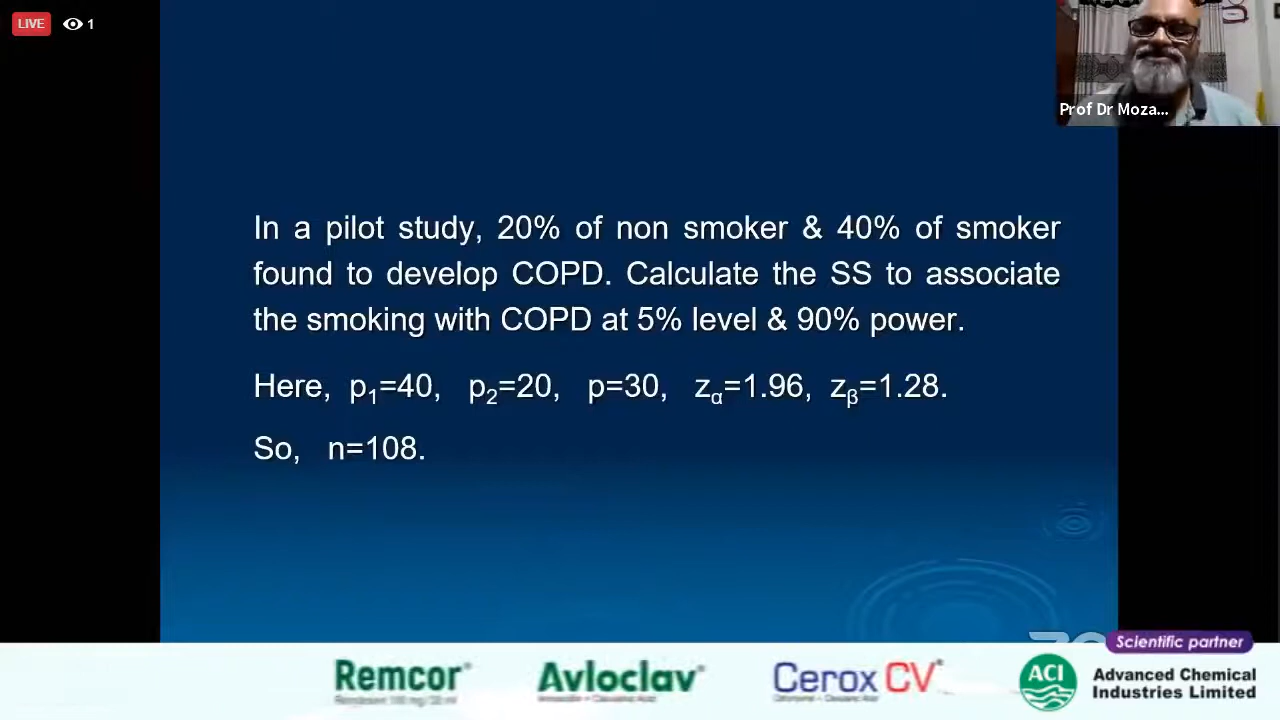 LIVE 1
Prof Dr Moza...
In a pilot study, 20% of non smoker & 40% of smoker
found to develop COPD. Calculate the SS to associate
the smoking with COPD at 5% level & 90% power.
Here, p₁=40, p₂=20, p=30, zα=1.96, zβ=1.28.
So, n=108.
Scientific partner
Remcor®
Avloclav®
Cerox CV®
ACI
Advanced Chemical
Industries Limited